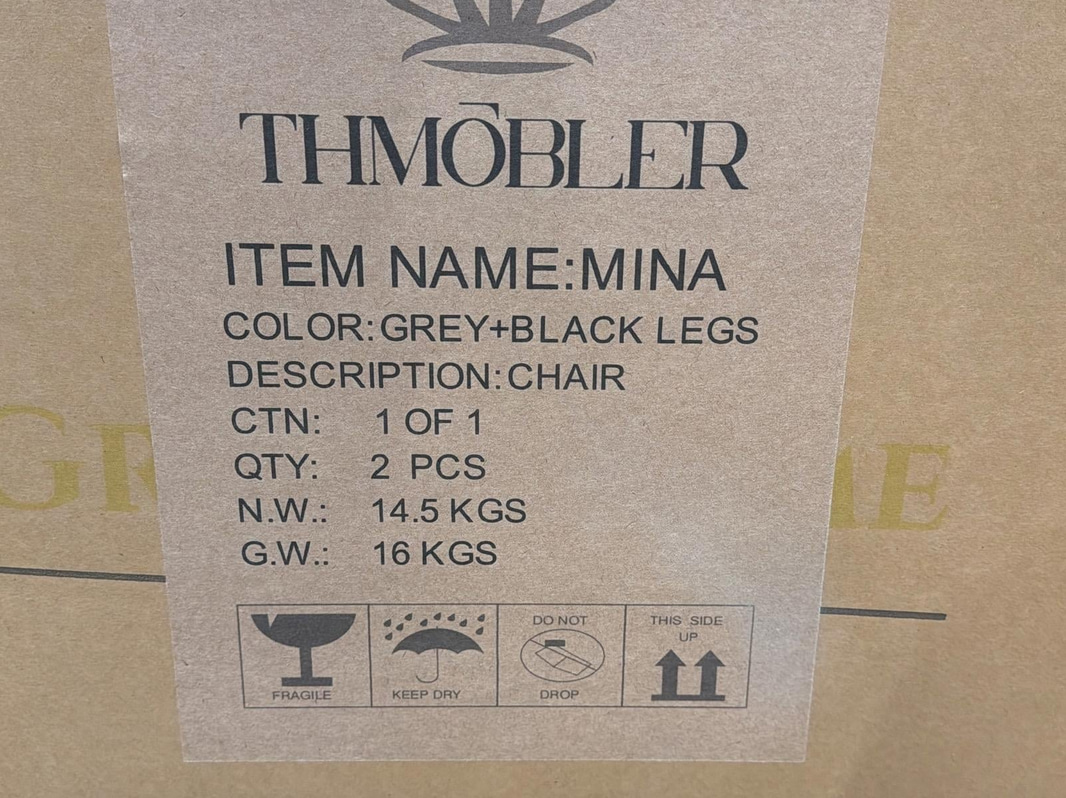 THMŌBLER
ITEM NAME:MINA
COLOR:GREY+BLACK LEGS
DESCRIPTION:CHAIR
CTN: 1 OF 1
QTY: 2 PCS
N.W.: 14.5 KGS
G.W.: 16 KGS
FRAGILE
KEEP DRY
DO NOT
DROP
THIS SIDE
UP